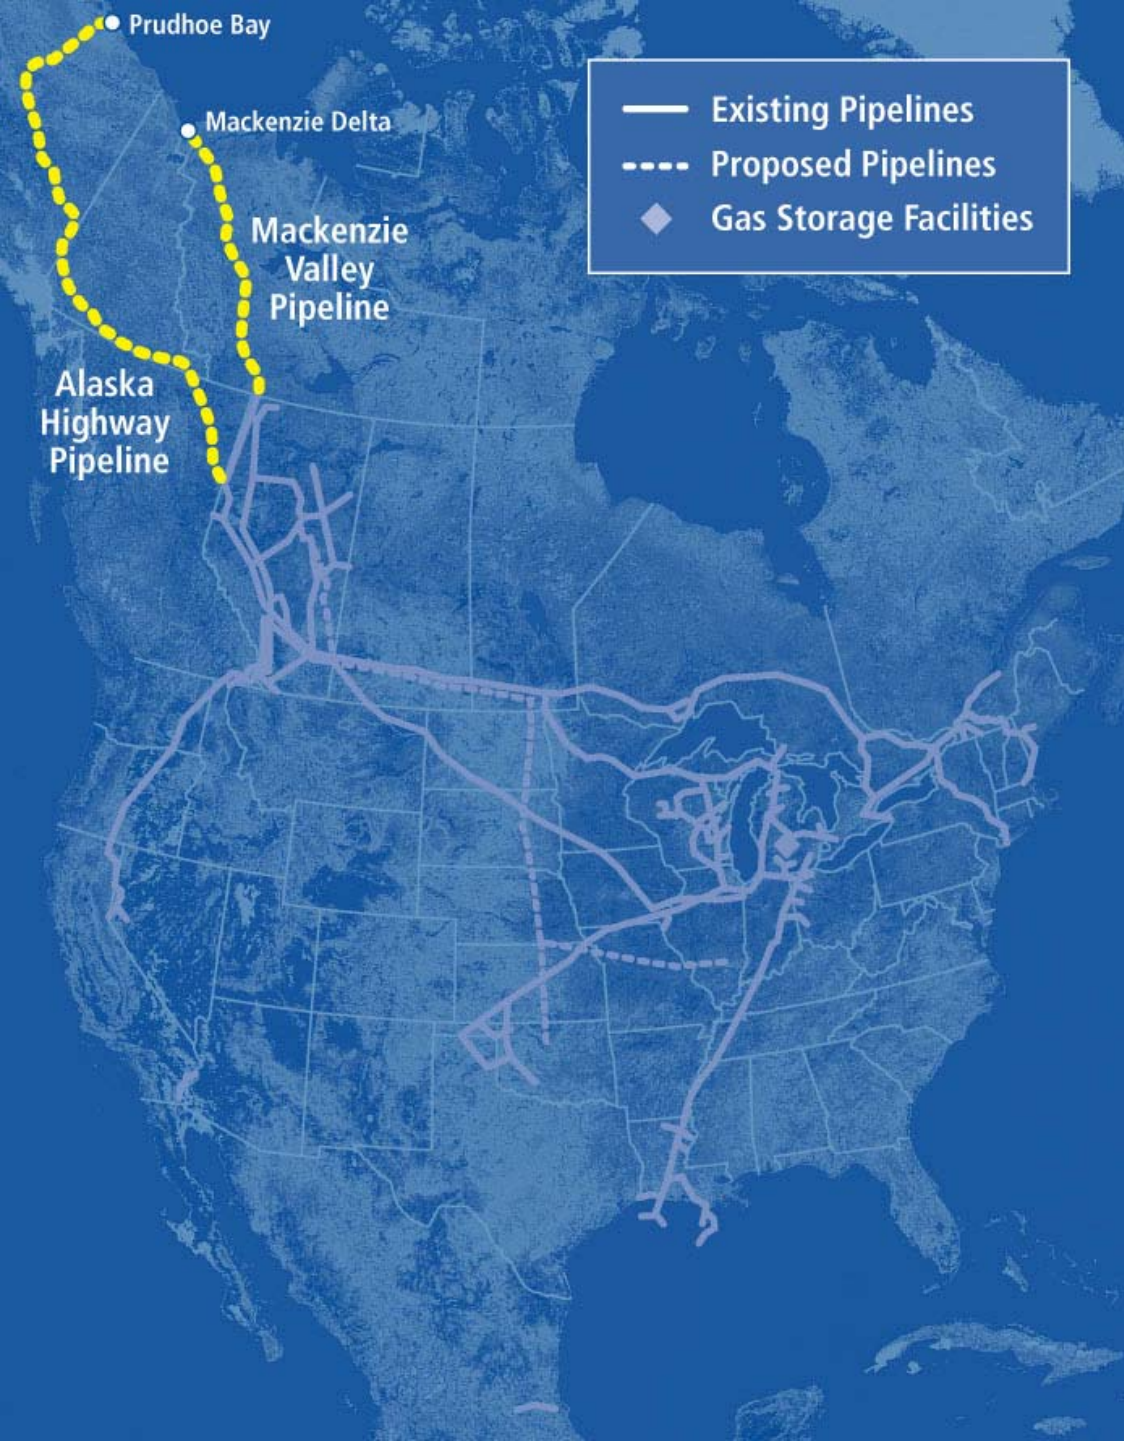 Prudhoe Bay
Mackenzie Delta
Existing Pipelines
Proposed Pipelines
Gas Storage Facilities
Mackenzie
Valley
Pipeline
Alaska
Highway
Pipeline